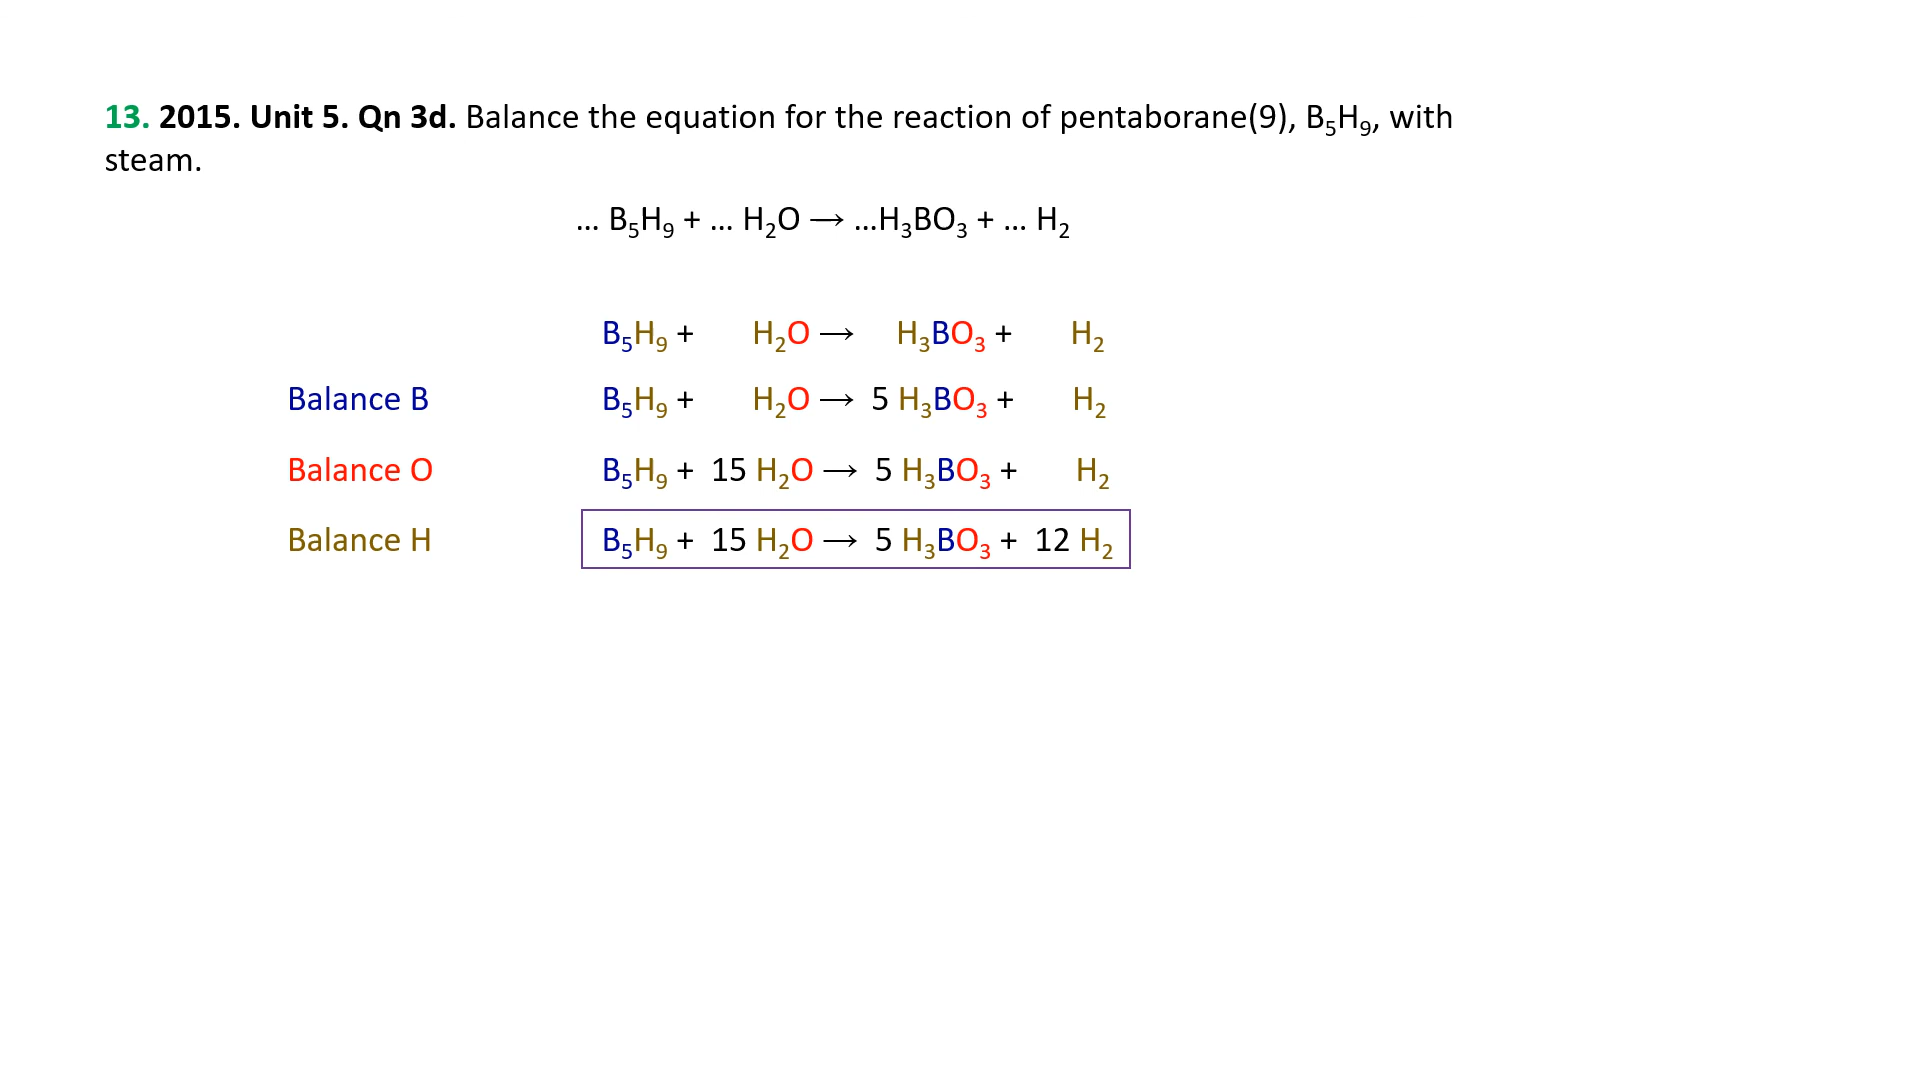 13. 2015. Unit 5. Qn 3d. Balance the equation for the reaction of pentaborane(9), B₅H₉, with
steam.
... B₅H₉ + ... H₂O ⟶ ...H₃BO₃ + ... H₂
B₅H₉ + H₂O ⟶ H₃BO₃ + H₂
Balance B B₅H₉ + H₂O ⟶ 5 H₃BO₃ + H₂
Balance O B₅H₉ + 15 H₂O ⟶ 5 H₃BO₃ + H₂
Balance H B₅H₉ + 15 H₂O ⟶ 5 H₃BO₃ + 12 H₂